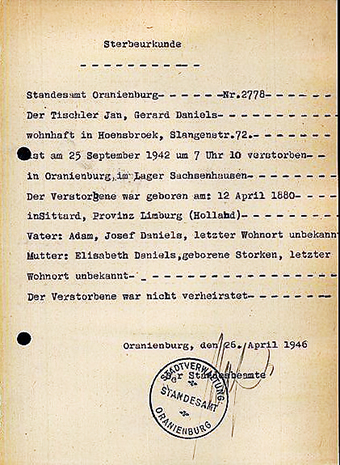 Sterbeurkunde
- - - - - - - - - - -
Standesamt Oranienburg- - - - - -Nr.2778- - - - - -
Der Tischler Jan, Gerard Daniels- - - - - - - - - -
wohnhaft in Hoensbroek, Slangenstr.72.- - - - - - -
ist am 25 September 1942 um 7 Uhr 10 verstorben- -
in Oranienburg,im Lager Sachsenhausen- - - - - - -
Der Verstorbene war geboren am: 12 April 1880- - -
inSittard, Provinz Limburg (Holland)- - - - - - - -
Vater: Adam, Josef Daniels, letzter Wohnort unbekannt
Mutter: Elisabeth Daniels,geborene Storken, letzter
Wohnort unbekannt- - - - - - - - - - - - - - - - -
Der Verstorbene war nicht verheiratet- - - - - - -
Oranienburg, den 26. April 1946
Der Standesbeamte
STADTVERWALTUNG
STANDESAMT
ORANIENBURG